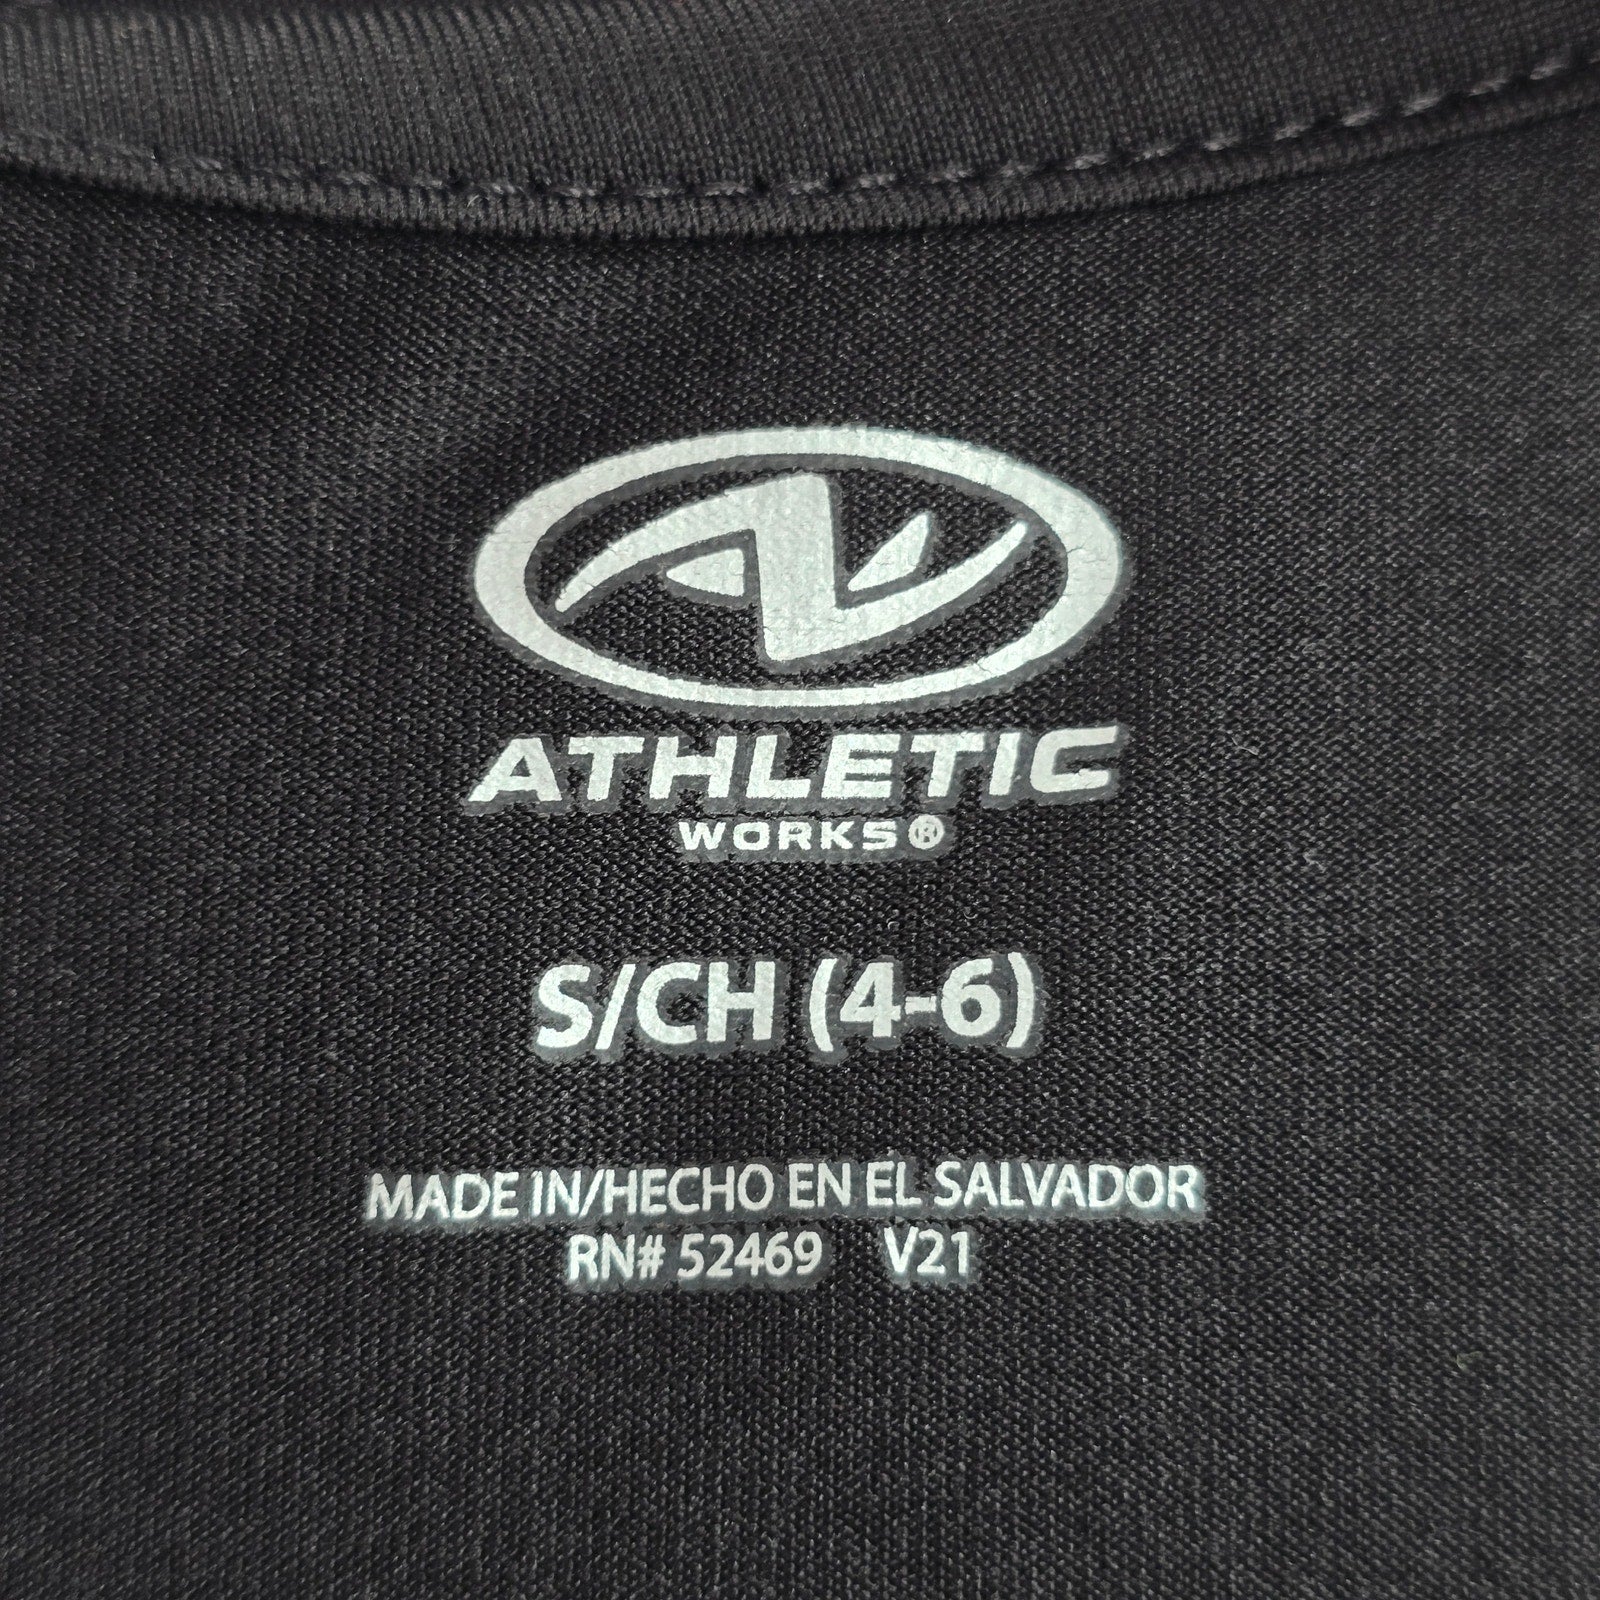 ATHLETIC
WORKS®
S/CH (4-6)
MADE IN/HECHO EN EL SALVADOR
RN# 52469 V21